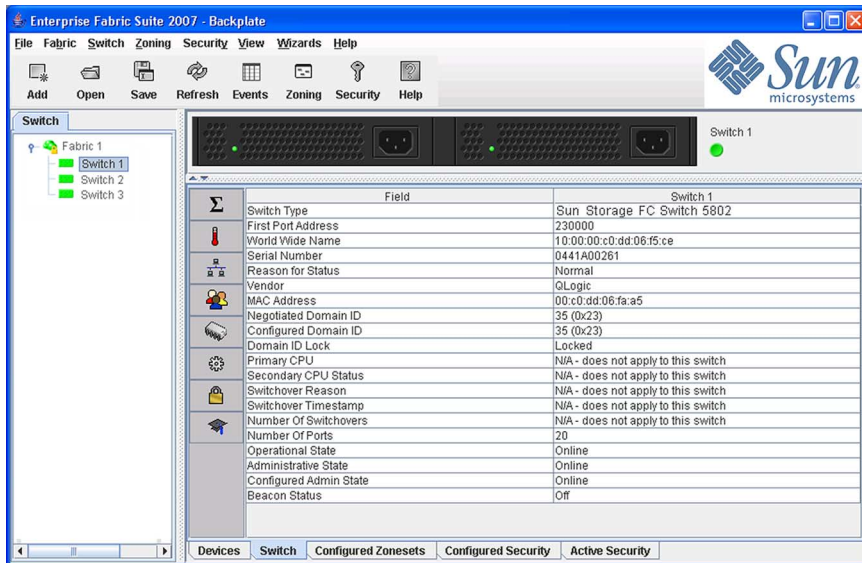 Enterprise Fabric Suite 2007 - Backplate
File Fabric Switch Zoning Security View Wizards Help
Add Open Save Refresh Events Zoning Security Help
Sun
microsystems
Switch
Fabric 1
Switch 1
Switch 2
Switch 3
Switch 1
Field Switch 1
Switch Type Sun Storage FC Switch 5802
First Port Address 230000
World Wide Name 10:00:00:c0:dd:06:f5:ce
Serial Number 0441A00261
Reason for Status Normal
Vendor QLogic
MAC Address 00:c0:dd:06:fa:a5
Negotiated Domain ID 35 (0x23)
Configured Domain ID 35 (0x23)
Domain ID Lock Locked
Primary CPU N/A - does not apply to this switch
Secondary CPU Status N/A - does not apply to this switch
Switchover Reason N/A - does not apply to this switch
Switchover Timestamp N/A - does not apply to this switch
Number Of Switchovers N/A - does not apply to this switch
Number Of Ports 20
Operational State Online
Administrative State Online
Configured Admin State Online
Beacon Status Off
Devices Switch Configured Zonesets Configured Security Active Security